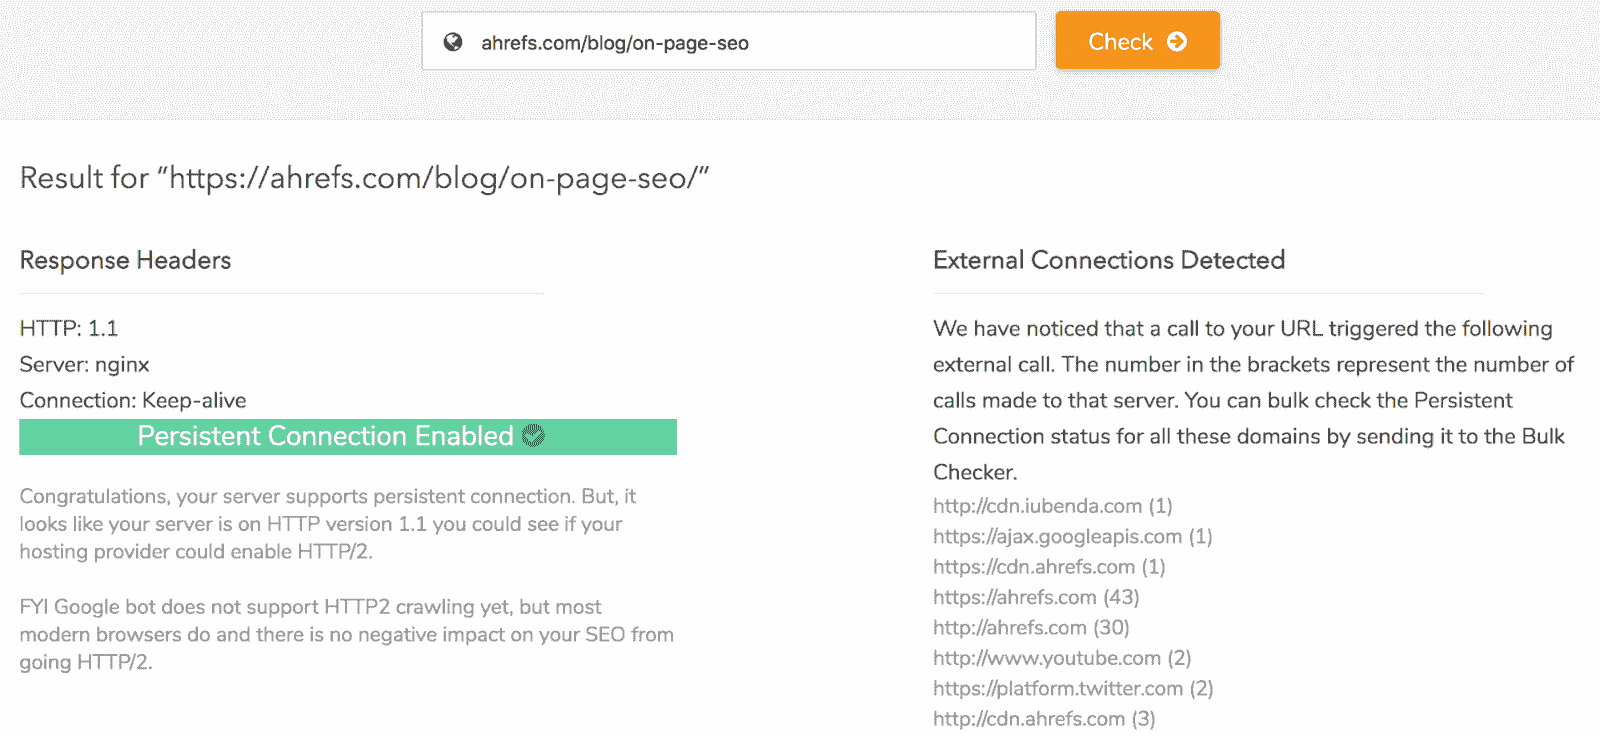 ahrefs.com/blog/on-page-seo
Check
Result for “https://ahrefs.com/blog/on-page-seo/”
Response Headers
HTTP: 1.1
Server: nginx
Connection: Keep-alive
Persistent Connection Enabled
Congratulations, your server supports persistent connection. But, it
looks like your server is on HTTP version 1.1 you could see if your
hosting provider could enable HTTP/2.
FYI Google bot does not support HTTP2 crawling yet, but most
modern browsers do and there is no negative impact on your SEO from
going HTTP/2.
External Connections Detected
We have noticed that a call to your URL triggered the following
external call. The number in the brackets represent the number of
calls made to that server. You can bulk check the Persistent
Connection status for all these domains by sending it to the Bulk
Checker.
http://cdn.iubenda.com (1)
https://ajax.googleapis.com (1)
https://cdn.ahrefs.com (1)
https://ahrefs.com (43)
http://ahrefs.com (30)
http://www.youtube.com (2)
https://platform.twitter.com (2)
http://cdn.ahrefs.com (3)